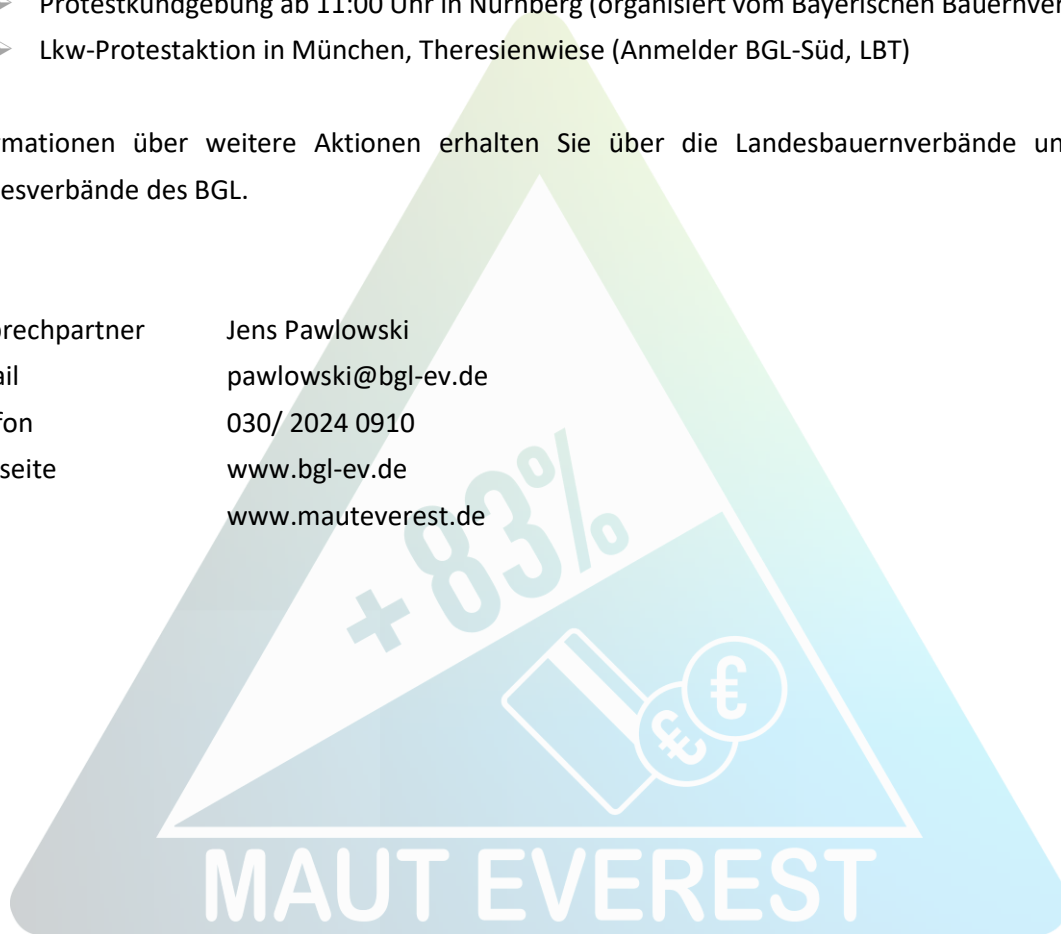 Protestkundgebung ab 11:00 Uhr in Nürnberg (organisiert vom Bayerischen Bauernver
Lkw-Protestaktion in München, Theresienwiese (Anmelder BGL-Süd, LBT)
rmationen über weitere Aktionen erhalten Sie über die Landesbauernverbände un
esverbände des BGL.
prechpartner Jens Pawlowski
ail pawlowski@bgl-ev.de
fon 030/ 2024 0910
seite www.bgl-ev.de
www.mauteverest.de
+ 83%
€ €
MAUT EVEREST